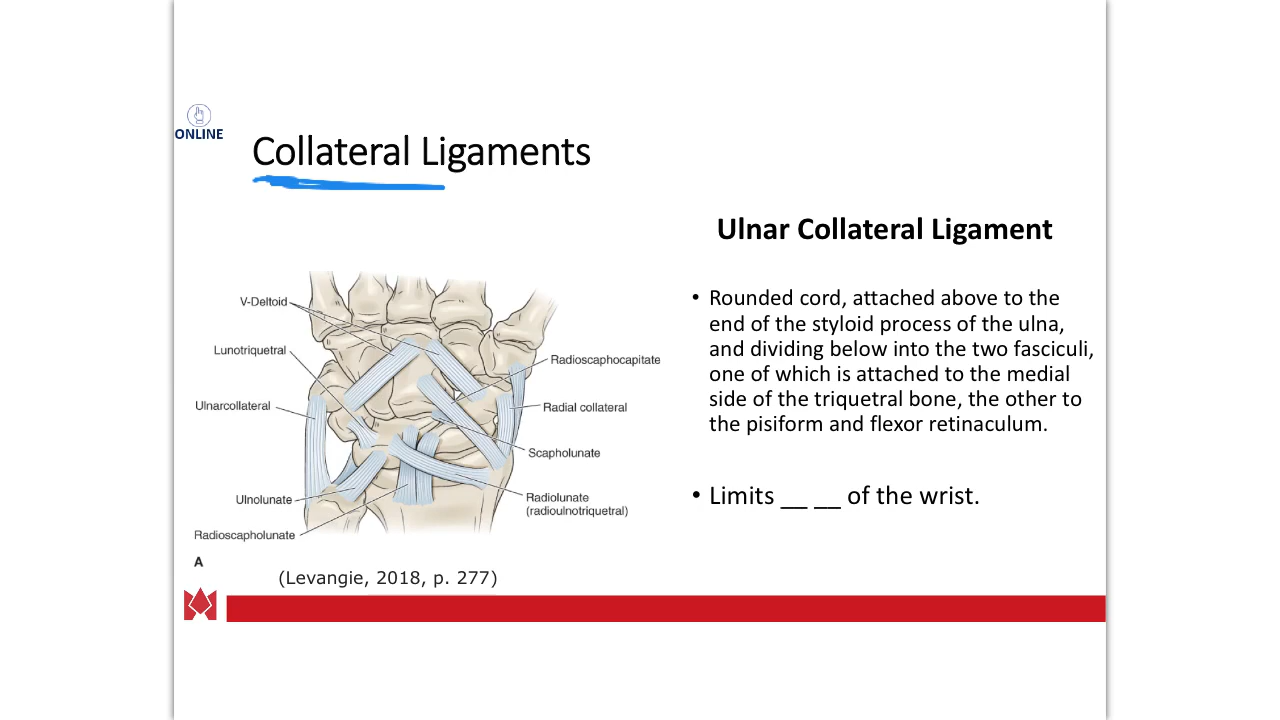 ONLINE
Collateral Ligaments
Ulnar Collateral Ligament
V-Deltoid
Lunotriquetral
Ulnarcollateral
Ulnolunate
Radioscapholunate
Radioscaphocapitate
Radial collateral
Scapholunate
Radiolunate
(radioulnotriquetral)
A
(Levangie, 2018, p. 277)
• Rounded cord, attached above to the
end of the styloid process of the ulna,
and dividing below into the two fasciculi,
one of which is attached to the medial
side of the triquetral bone, the other to
the pisiform and flexor retinaculum.
• Limits __ __ of the wrist.